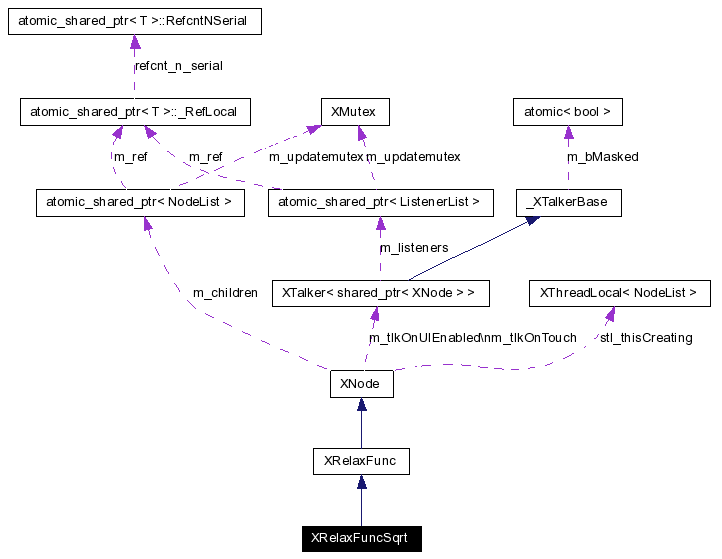 atomic_shared_ptr< T >::RefcntNSerial
refcnt_n_serial
atomic_shared_ptr< T >::_RefLocal
XMutex
atomic< bool >
m_ref
m_ref
m_updatemutex
m_updatemutex
m_bMasked
atomic_shared_ptr< NodeList >
atomic_shared_ptr< ListenerList >
_XTalkerBase
m_listeners
m_children
XTalker< shared_ptr< XNode > >
XThreadLocal< NodeList >
m_tlkOnUIEnabled\nm_tlkOnTouch
stl_thisCreating
XNode
XRelaxFunc
XRelaxFuncSqrt